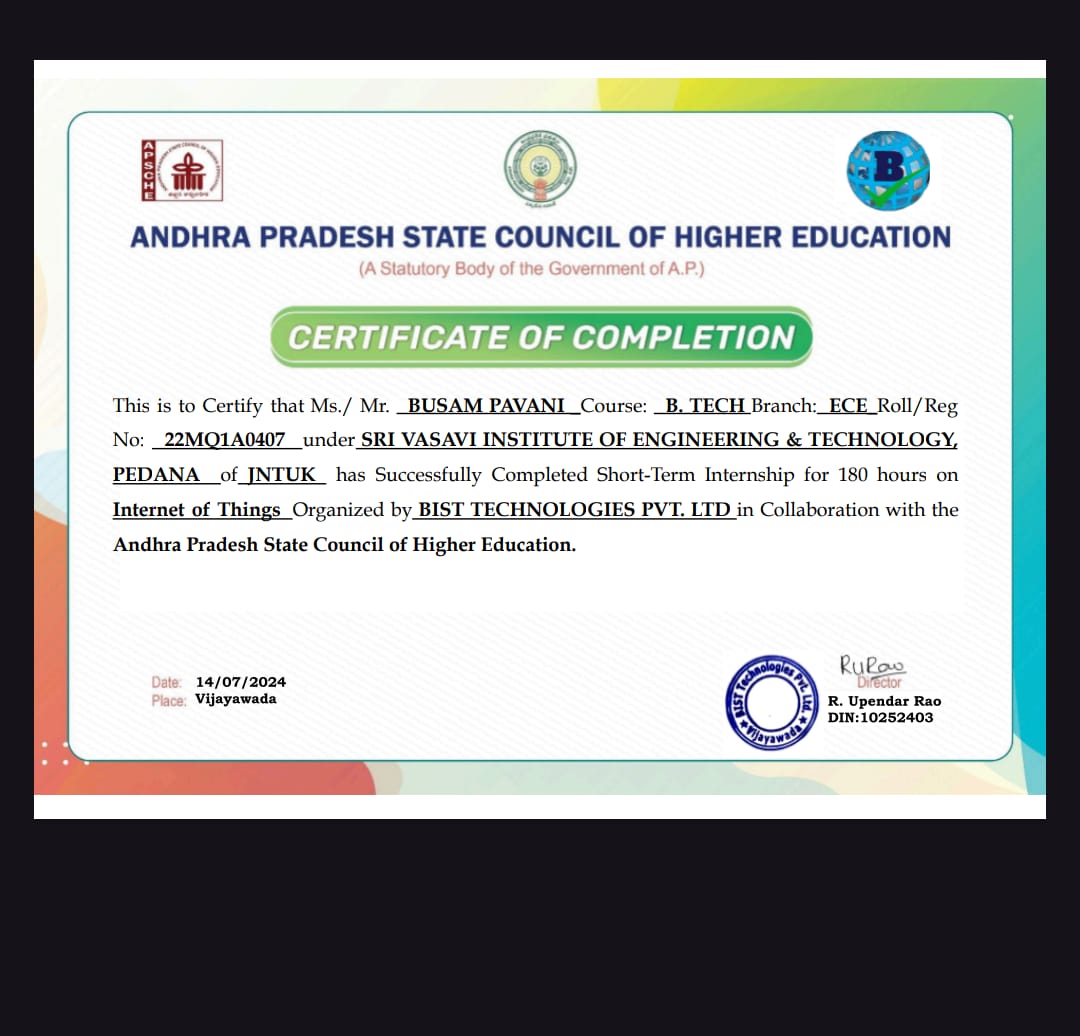 APSCHE
B
ANDHRA PRADESH STATE COUNCIL OF HIGHER EDUCATION
(A Statutory Body of the Government of A.P.)
CERTIFICATE OF COMPLETION
This is to Certify that Ms./ Mr. BUSAM PAVANI Course: B. TECH Branch: ECE Roll/Reg
No: 22MQ1A0407 under SRI VASAVI INSTITUTE OF ENGINEERING & TECHNOLOGY,
PEDANA of JNTUK has Successfully Completed Short-Term Internship for 180 hours on
Internet of Things Organized by BIST TECHNOLOGIES PVT. LTD in Collaboration with the
Andhra Pradesh State Council of Higher Education.
Date: 14/07/2024
Place: Vijayawada
BIST Technologies Pvt. Ltd.
★ Vijayawada ★
RURao
Director
R. Upendar Rao
DIN:10252403